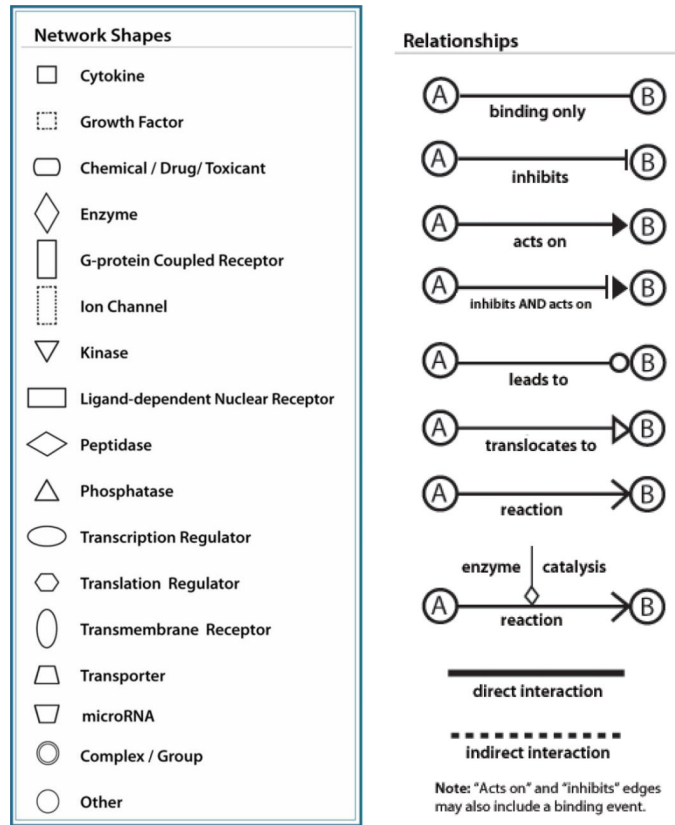 Network Shapes
Cytokine
Growth Factor
Chemical / Drug/ Toxicant
Enzyme
G-protein Coupled Receptor
Ion Channel
Kinase
Ligand-dependent Nuclear Receptor
Peptidase
Phosphatase
Transcription Regulator
Translation Regulator
Transmembrane Receptor
Transporter
microRNA
Complex / Group
Other
Relationships
A B
binding only
A B
inhibits
A B
acts on
A B
inhibits AND acts on
A B
leads to
A B
translocates to
A B
reaction
enzyme catalysis
A B
reaction
direct interaction
indirect interaction
Note: "Acts on" and "inhibits" edges
may also include a binding event.